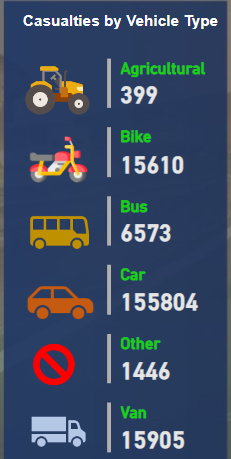 Casualties by Vehicle Type
Agricultural
399
Bike
15610
Bus
6573
Car
155804
Other
1446
Van
15905